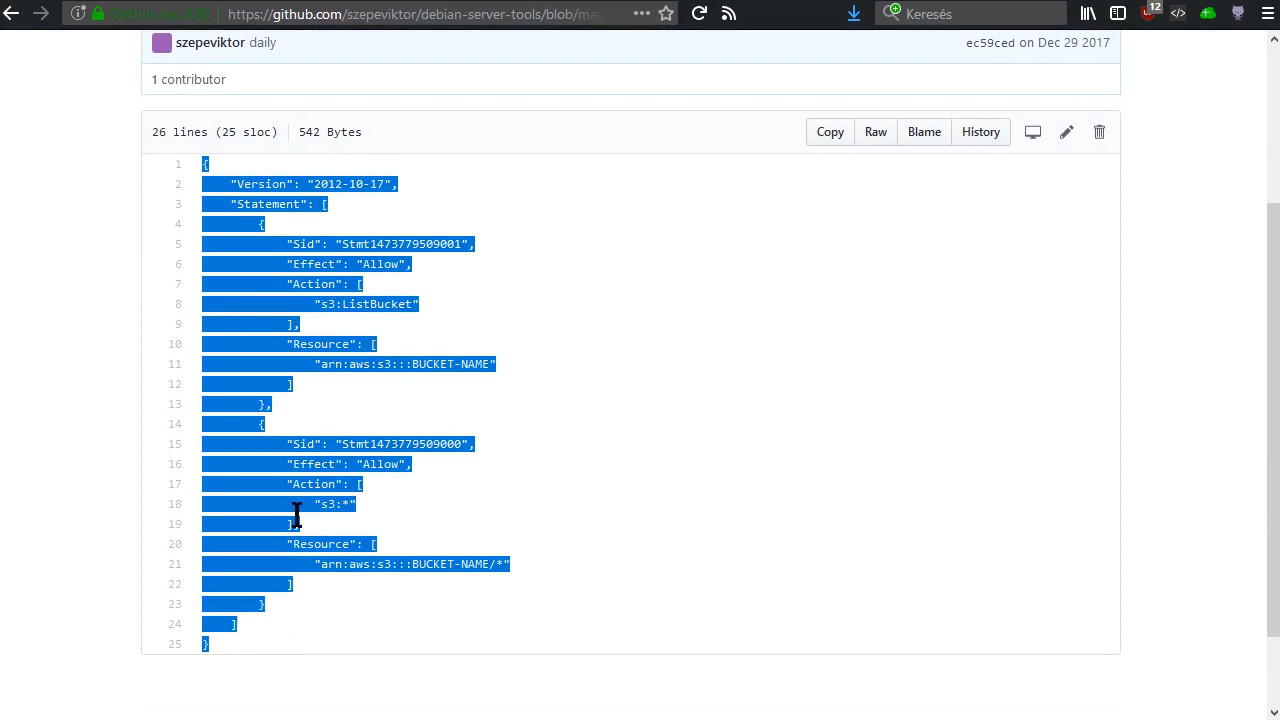 https://github.com/szepeviktor/debian-server-tools/blob/ma
Keresés
12
szepeviktor daily
ec59ced on Dec 29 2017
1 contributor
26 lines (25 sloc) 542 Bytes
Copy Raw Blame History
1 {
2 "Version": "2012-10-17",
3 "Statement": [
4 {
5 "Sid": "Stmt1473779509001",
6 "Effect": "Allow",
7 "Action": [
8 "s3:ListBucket"
9 ],
10 "Resource": [
11 "arn:aws:s3:::BUCKET-NAME"
12 ]
13 },
14 {
15 "Sid": "Stmt1473779509000",
16 "Effect": "Allow",
17 "Action": [
18 "s3:*"
19 ],
20 "Resource": [
21 "arn:aws:s3:::BUCKET-NAME/*"
22 ]
23 }
24 ]
25 }